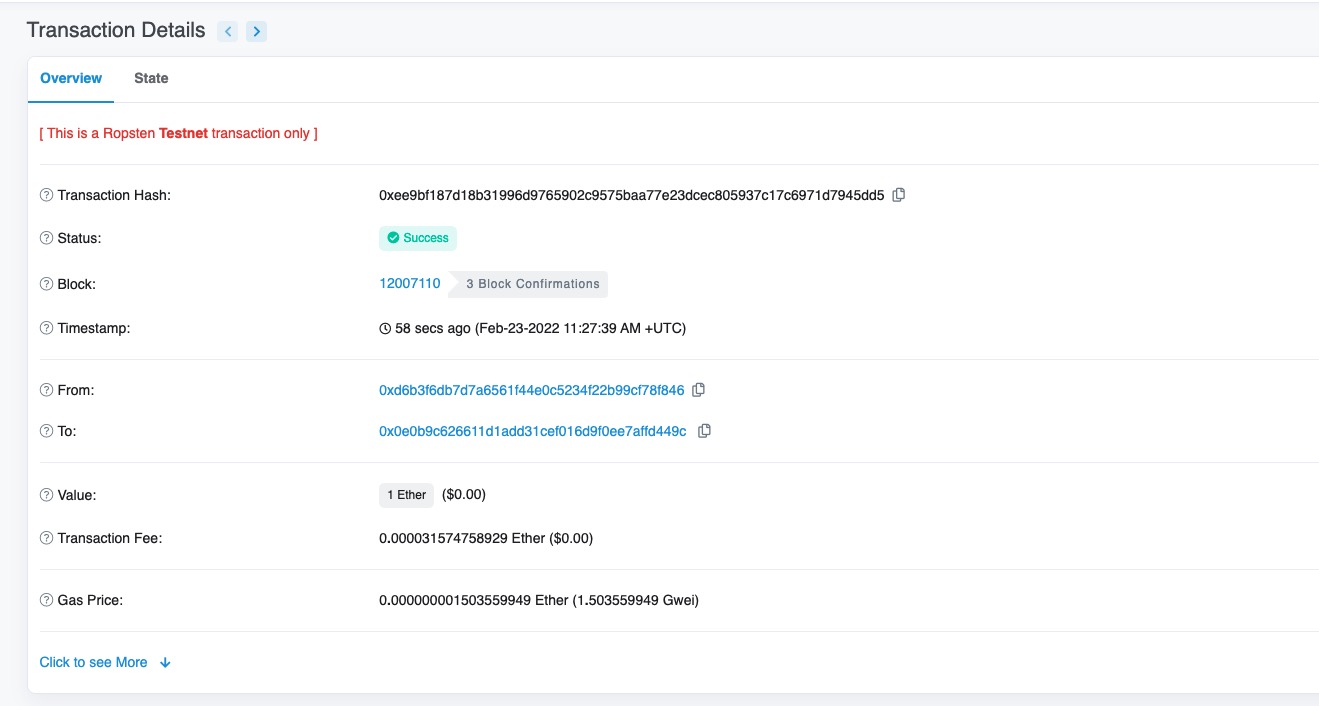 Transaction Details
Overview State
[ This is a Ropsten Testnet transaction only ]
Transaction Hash: 0xee9bf187d18b31996d9765902c9575baa77e23dcec805937c17c6971d7945dd5
Status: Success
Block: 12007110 3 Block Confirmations
Timestamp: 58 secs ago (Feb-23-2022 11:27:39 AM +UTC)
From: 0xd6b3f6db7d7a6561f44e0c5234f22b99cf78f846
To: 0x0e0b9c626611d1add31cef016d9f0ee7affd449c
Value: 1 Ether ($0.00)
Transaction Fee: 0.000031574758929 Ether ($0.00)
Gas Price: 0.000000001503559949 Ether (1.503559949 Gwei)
Click to see More